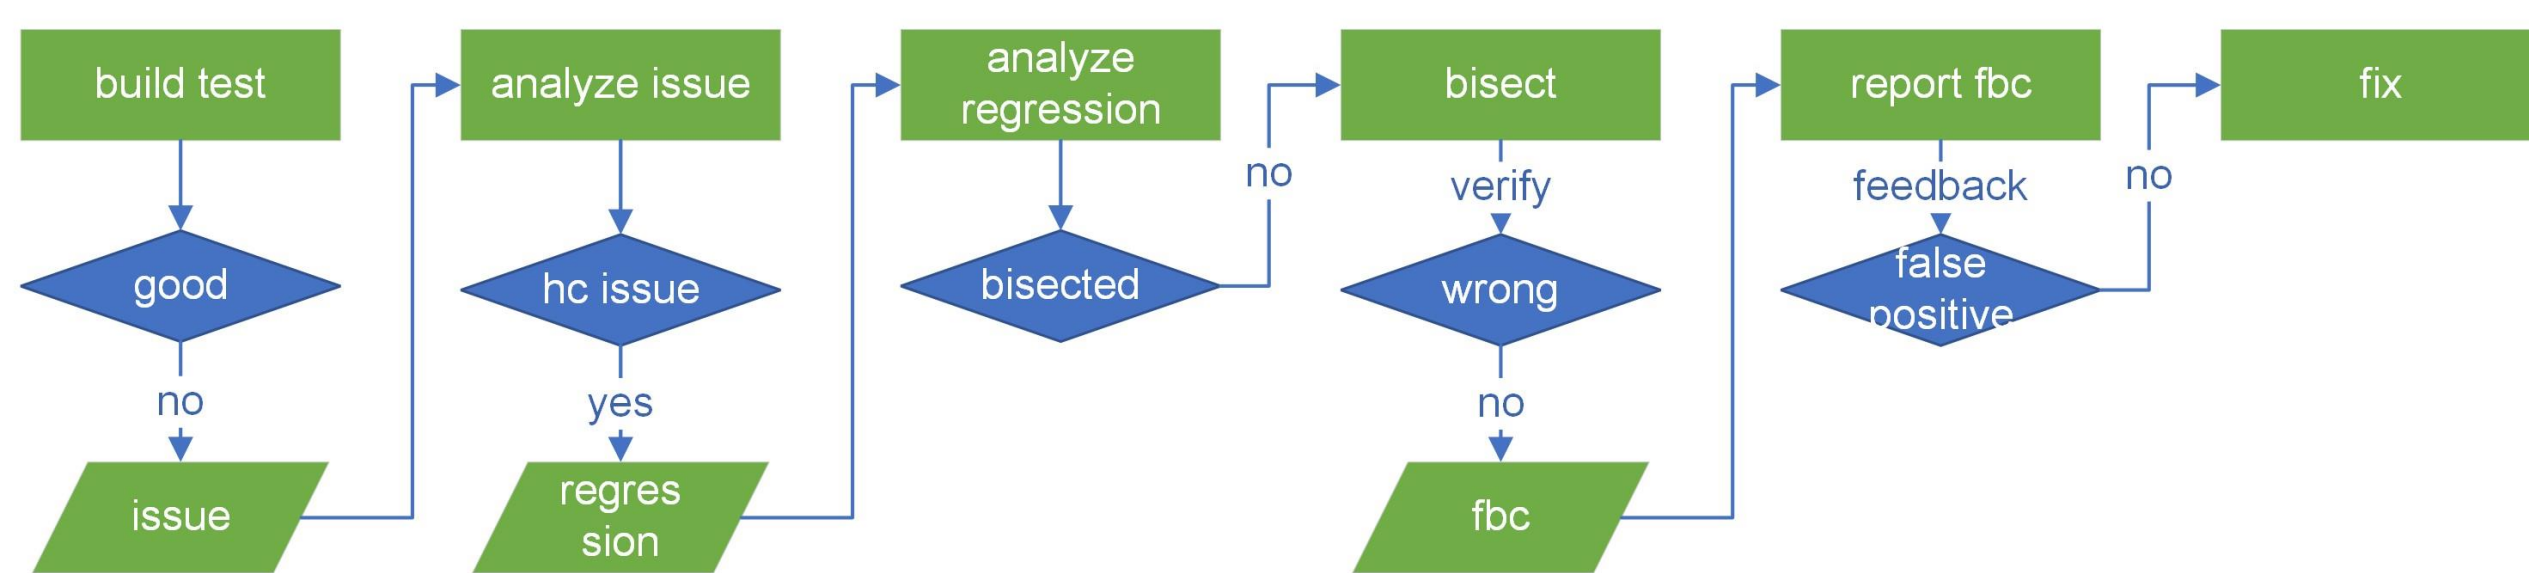 build test
good
no
issue
analyze issue
hc issue
yes
regres
sion
analyze
regression
bisected
no
bisect
verify
wrong
no
fbc
report fbc
feedback
false
positive
no
fix